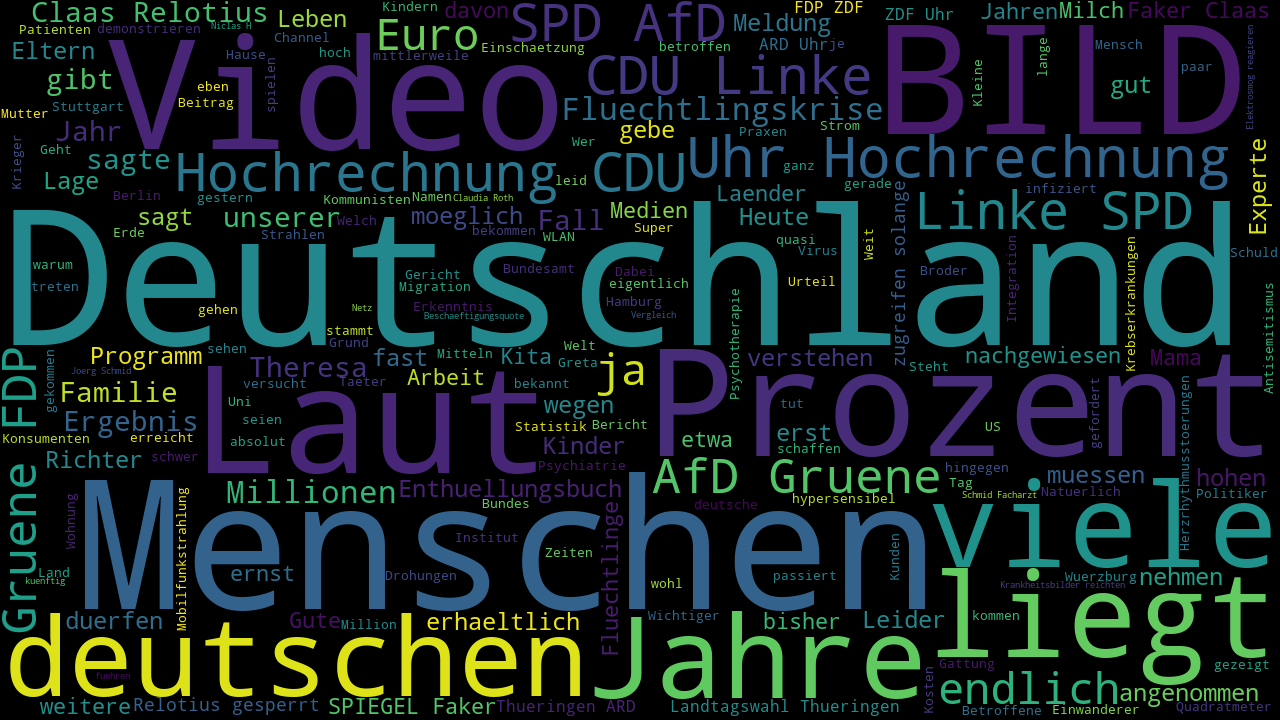 Claas Relotius
Leben
Kindern
davon
SPD AfD
FDP ZDF
ZDF Uhr
Jahren
Milch
Faker Claas
Patienten
demonstrieren
Niclas H
Channel
Euro
Einschaetzung
Meldung
betroffen
ARD Uhr
je
Video
BILD
Eltern
Hause
hoch
mittlerweile
CDU Linke
Kleine
lange
Mensch
paar
Elektrosmog reagieren
gibt
eben
Beitrag
spielen
gut
Mutter
Stuttgart
Fluechtlingskrise
Jahr
gebe
Praxen
Strom
Krieger
Geht
sagte
Wer
Uhr
Hochrechnung
Experte
Hochrechnung
CDU
ganz
Lage
leid
gerade
infiziert
Berlin
gestern
Kommunisten
Namen
Claudia Roth
Laender
zugreifen solange
Linke SPD
sagt
unserer
Welch
moeglich
Fall
Medien
Heute
Erde
Strahlen
bekommen
WLAN
Super
quasi
Virus
Weit
Broder
Integration
Krebserkrankungen
Schuld
Deutschland
warum
treten
Gericht
Migration
Bundesamt
Dabei
eigentlich
Urteil
Antisemitismus
gehen
Netz
Erkenntnis
Beschaeftigungsquote
Hamburg
Vergleich
stammt
Grund
Psychotherapie
Programm
sehen
Theresa
fast
Mitteln
Kita
Welt
Greta
ja
Prozent
verstehen
Steht
nachgewiesen
Mama
Gruene FDP
gekommen
Joerg Schmid
Familie
versucht
Taeter
Arbeit
bekannt
Laut
Uni
wegen
tut
gefordert
Ergebnis
seien
Statistik
Bericht
Konsumenten
erreicht
absolut
Kinder
etwa
erst
schaffen
US
Richter
schwer
Psychiatrie
AfD Gruene
hingegen
muessen
hohen
Herzrhythmusstoerungen
Millionen
Enthuellungsbuch
Bundes
hypersensibel
Tag
Schmid Facharzt
Natuerlich
Politiker
deutsche
Menschen
viele
Wohnung
Mobilfunkstrahlung
Institut
Zeiten
Fluechtlinge
Kunden
Land
kuenftig
ernst
Drohungen
wohl
passiert
Krankheitsbilder reichten
Wuerzburg
nehmen
liegt
duerfen
Gute
Million
erhaeltlich
Wichtiger
bisher
Leider
kommen
deutschen
Jahre
fuehren
Gattung
gezeigt
Kosten
endlich
angenommen
weitere
Relotius gesperrt
SPIEGEL Faker
Thueringen ARD
Landtagswahl Thueringen
Betroffene
Einwanderer
Quadratmeter